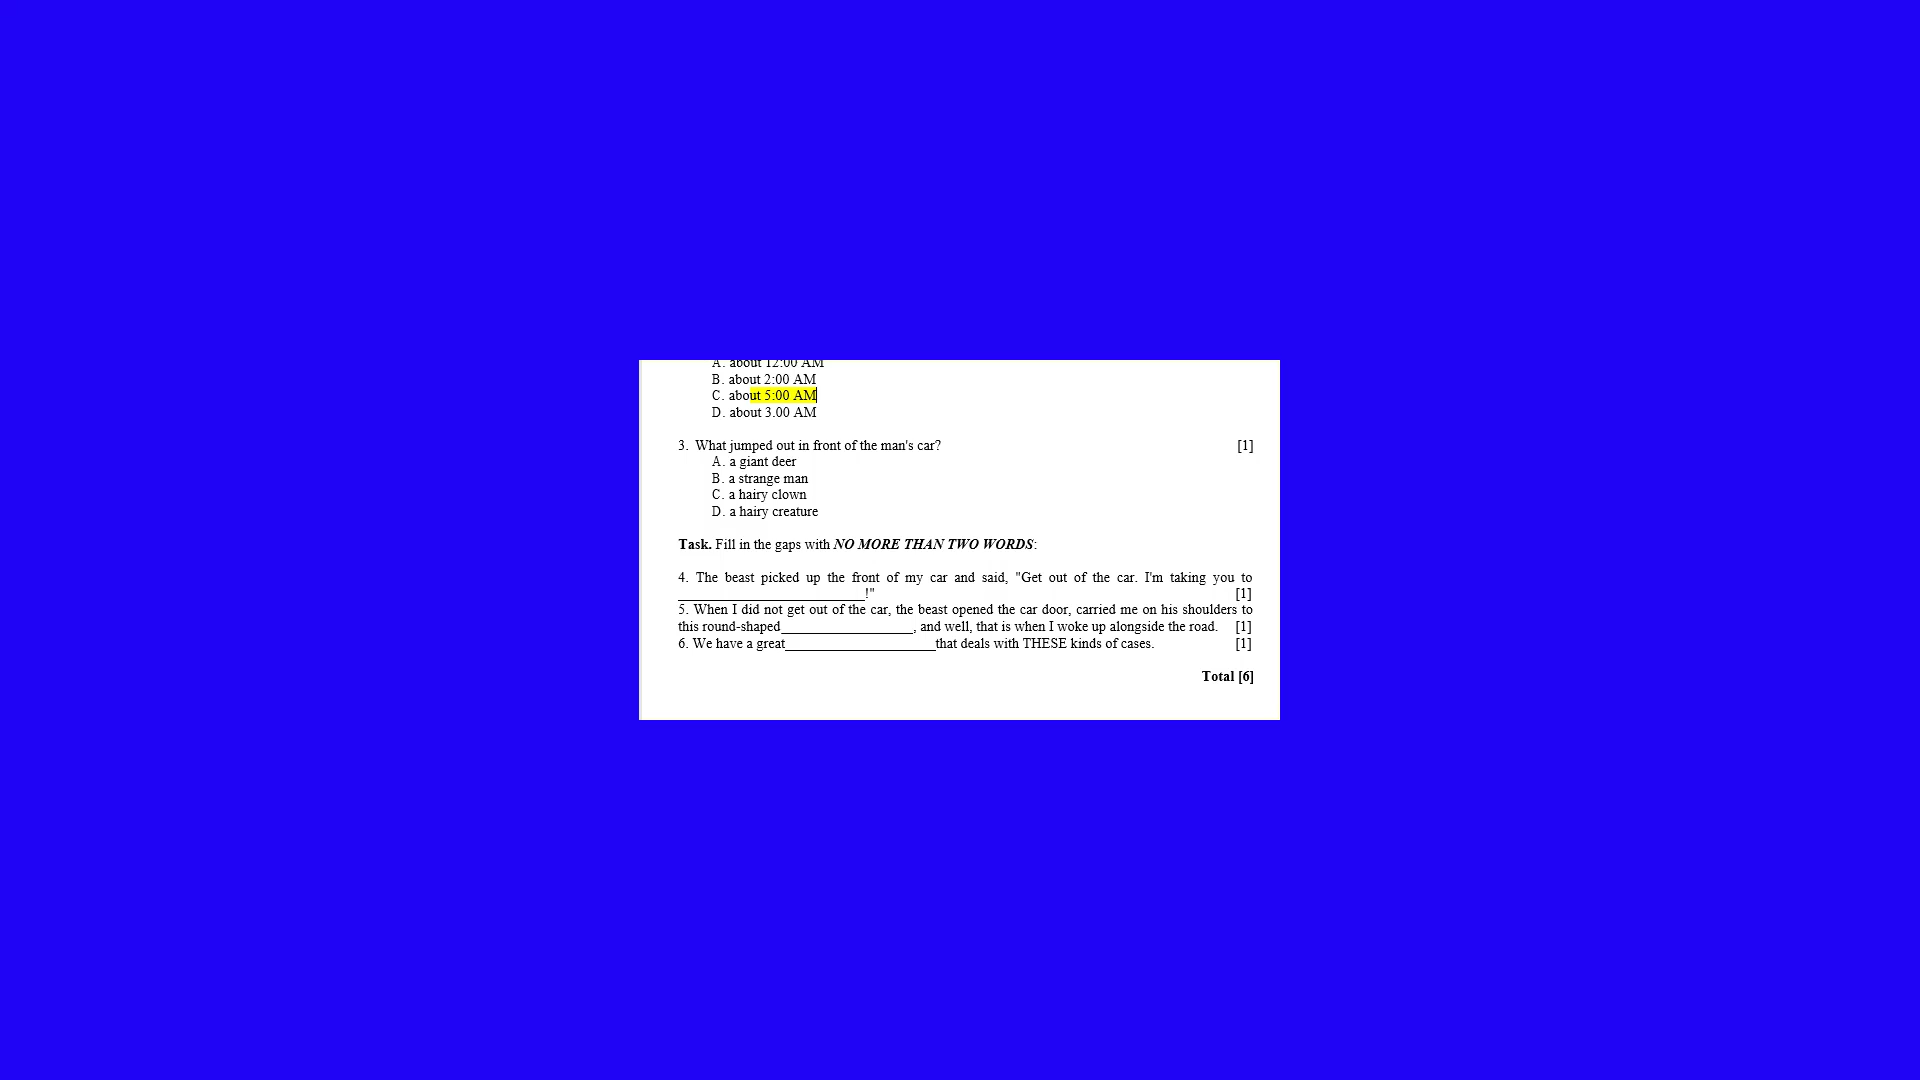 A. about 12:00 AM
B. about 2:00 AM
C. about 5:00 AM
D. about 3.00 AM
3. What jumped out in front of the man's car? [1]
A. a giant deer
B. a strange man
C. a hairy clown
D. a hairy creature
Task. Fill in the gaps with NO MORE THAN TWO WORDS:
4. The beast picked up the front of my car and said, "Get out of the car. I'm taking you to
__________________________!" [1]
5. When I did not get out of the car, the beast opened the car door, carried me on his shoulders to
this round-shaped___________________, and well, that is when I woke up alongside the road. [1]
6. We have a great_____________________that deals with THESE kinds of cases. [1]
Total [6]